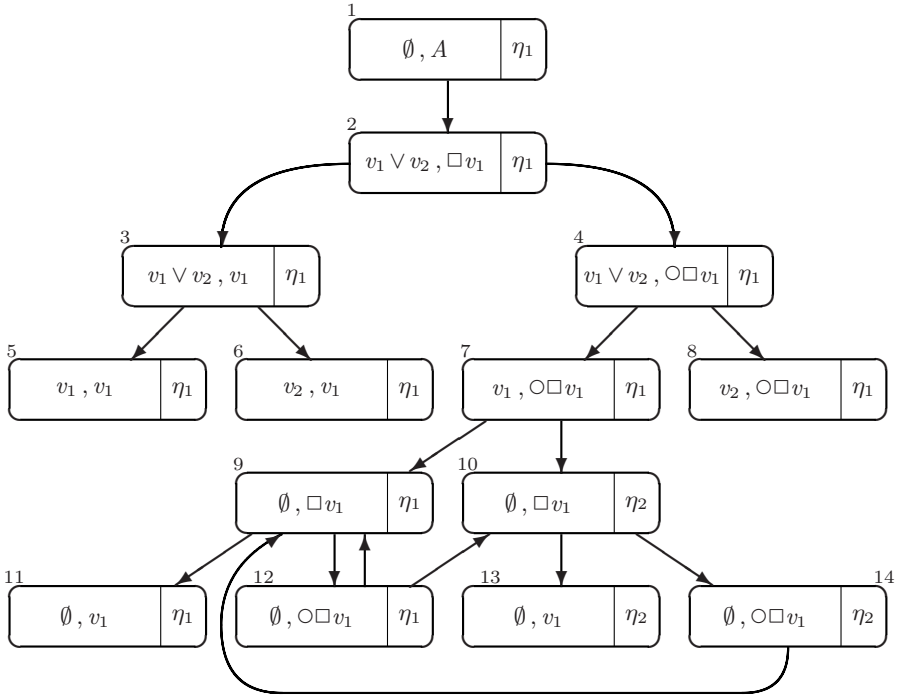 1
∅ , A η₁
2
v₁ ∨ v₂ , □ v₁ η₁
3 4
v₁ ∨ v₂ , v₁ η₁ v₁ ∨ v₂ , ○□ v₁ η₁
5 6 7 8
v₁ , v₁ η₁ v₂ , v₁ η₁ v₁ , ○□ v₁ η₁ v₂ , ○□ v₁ η₁
9 10
∅ , □ v₁ η₁ ∅ , □ v₁ η₂
11 12 13 14
∅ , v₁ η₁ ∅ , ○□ v₁ η₁ ∅ , v₁ η₂ ∅ , ○□ v₁ η₂